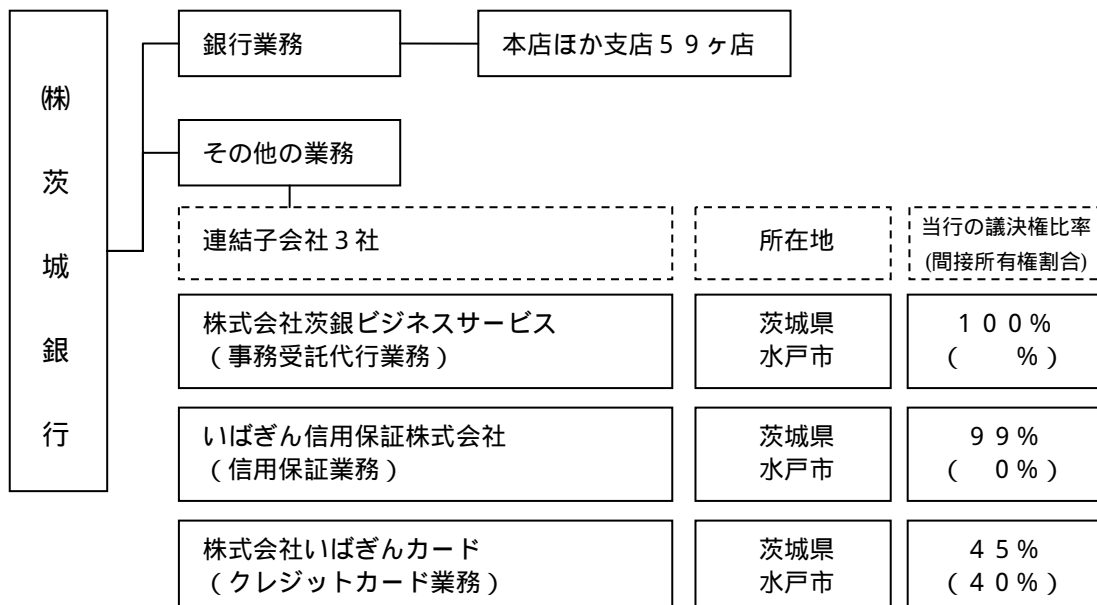 ㈱茨城銀行
銀行業務
本店ほか支店５９ヶ店
その他の業務
連結子会社３社
所在地
当行の議決権比率
(間接所有権割合)
株式会社茨銀ビジネスサービス
（事務受託代行業務）
茨城県
水戸市
１００%
（　　%）
いばぎん信用保証株式会社
（信用保証業務）
茨城県
水戸市
９９%
（　０%）
株式会社いばぎんカード
（クレジットカード業務）
茨城県
水戸市
４５%
（４０%）